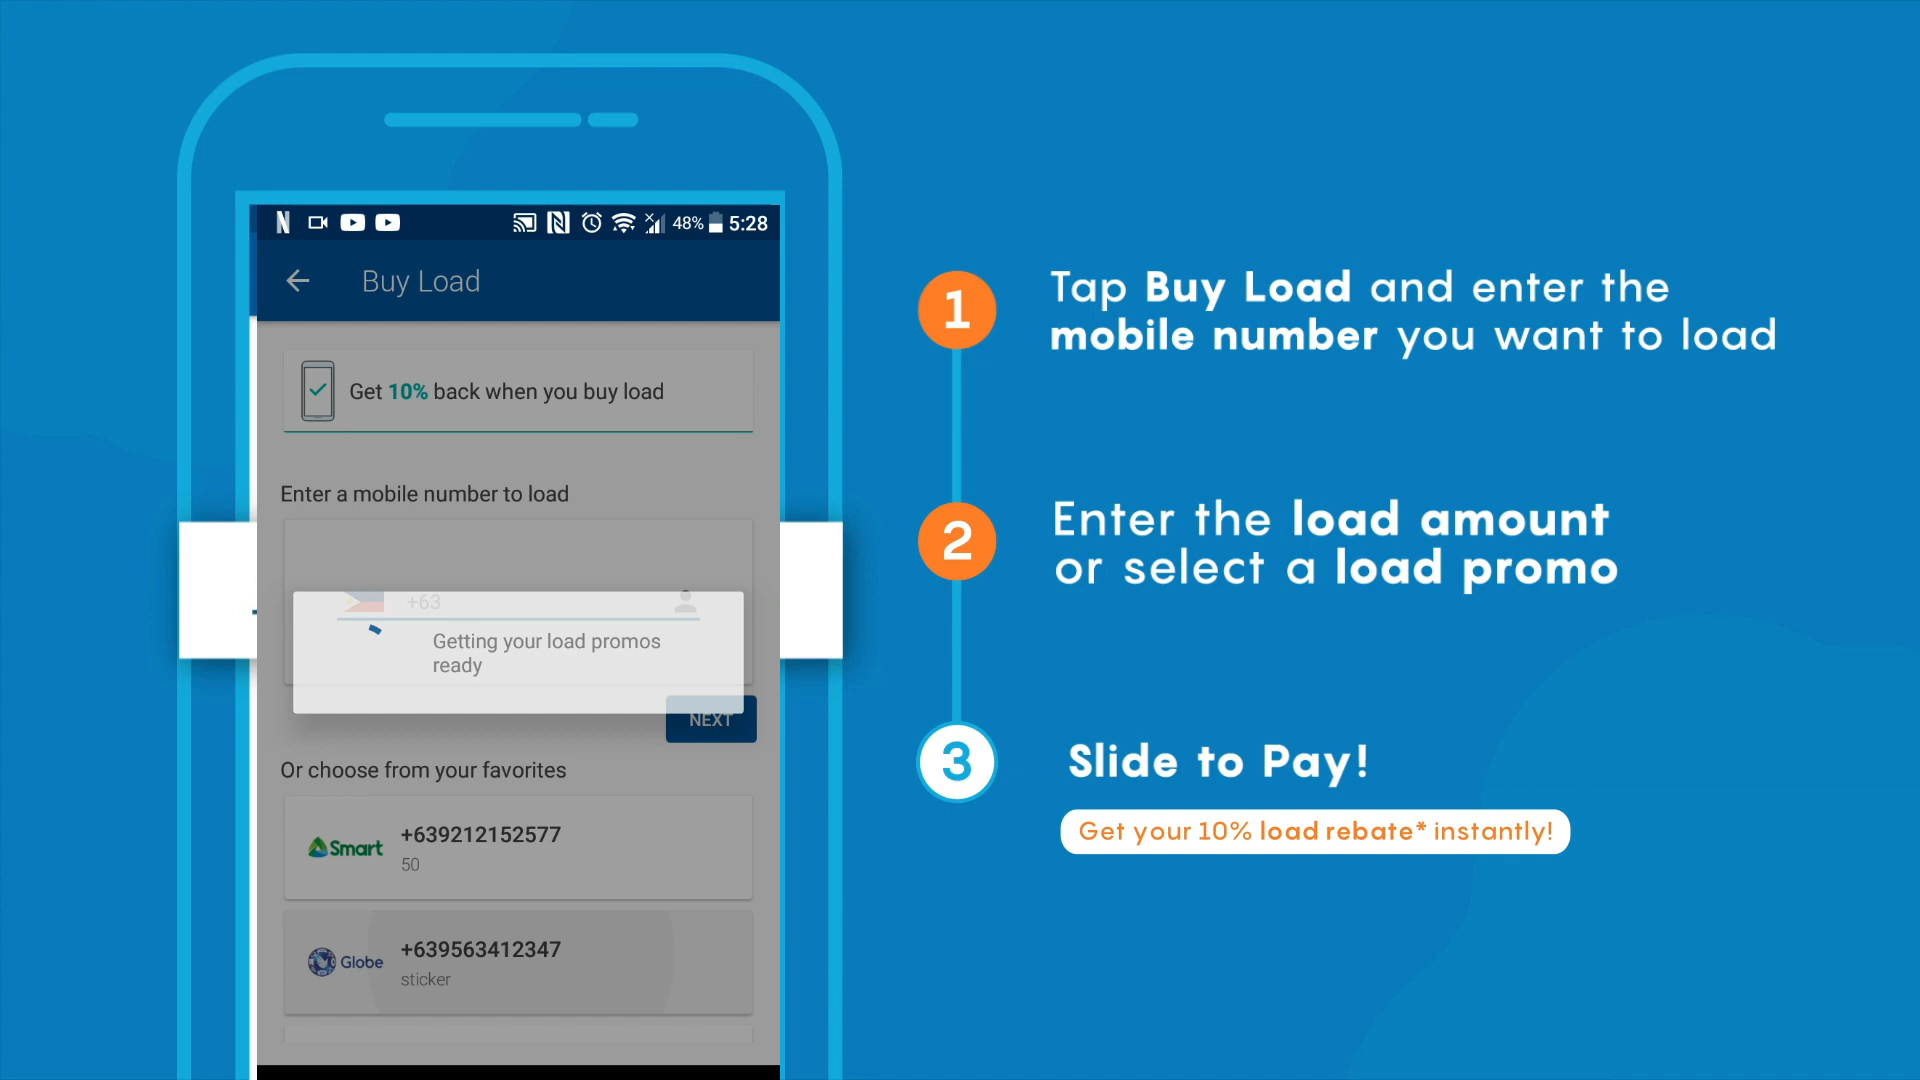 48% 5:28
Buy Load
Get 10% back when you buy load
Enter a mobile number to load
+63
Getting your load promos
ready
NEXT
Or choose from your favorites
Smart
+639212152577
50
Globe
+639563412347
sticker
1
Tap Buy Load and enter the
mobile number you want to load
2
Enter the load amount
or select a load promo
3
Slide to Pay!
Get your 10% load rebate* instantly!